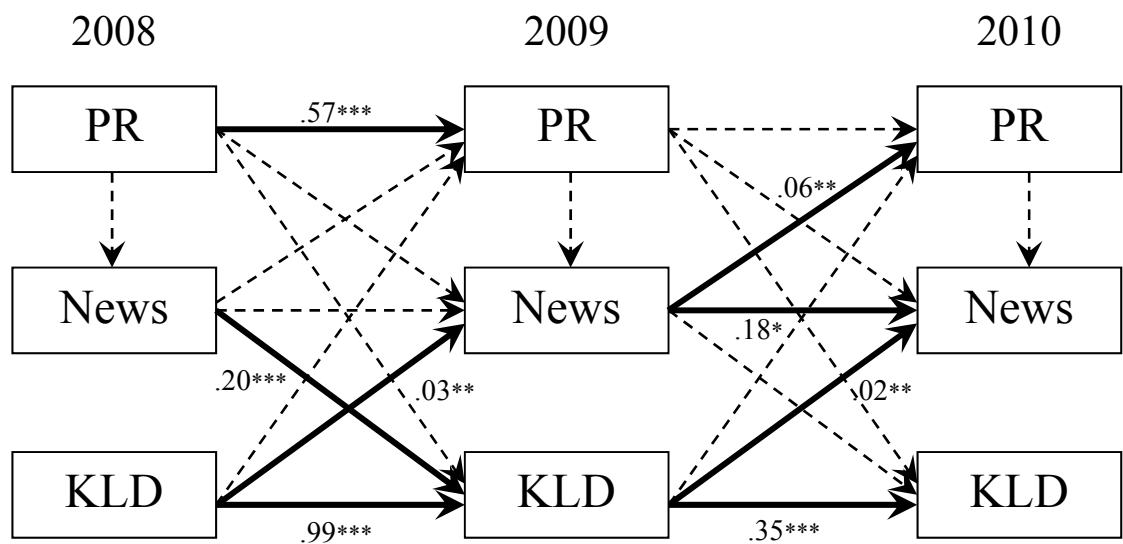 2008 2009 2010
PR .57*** PR PR
.06**
News News News
.18*
.20*** .03** .02**
KLD KLD KLD
.99*** .35***